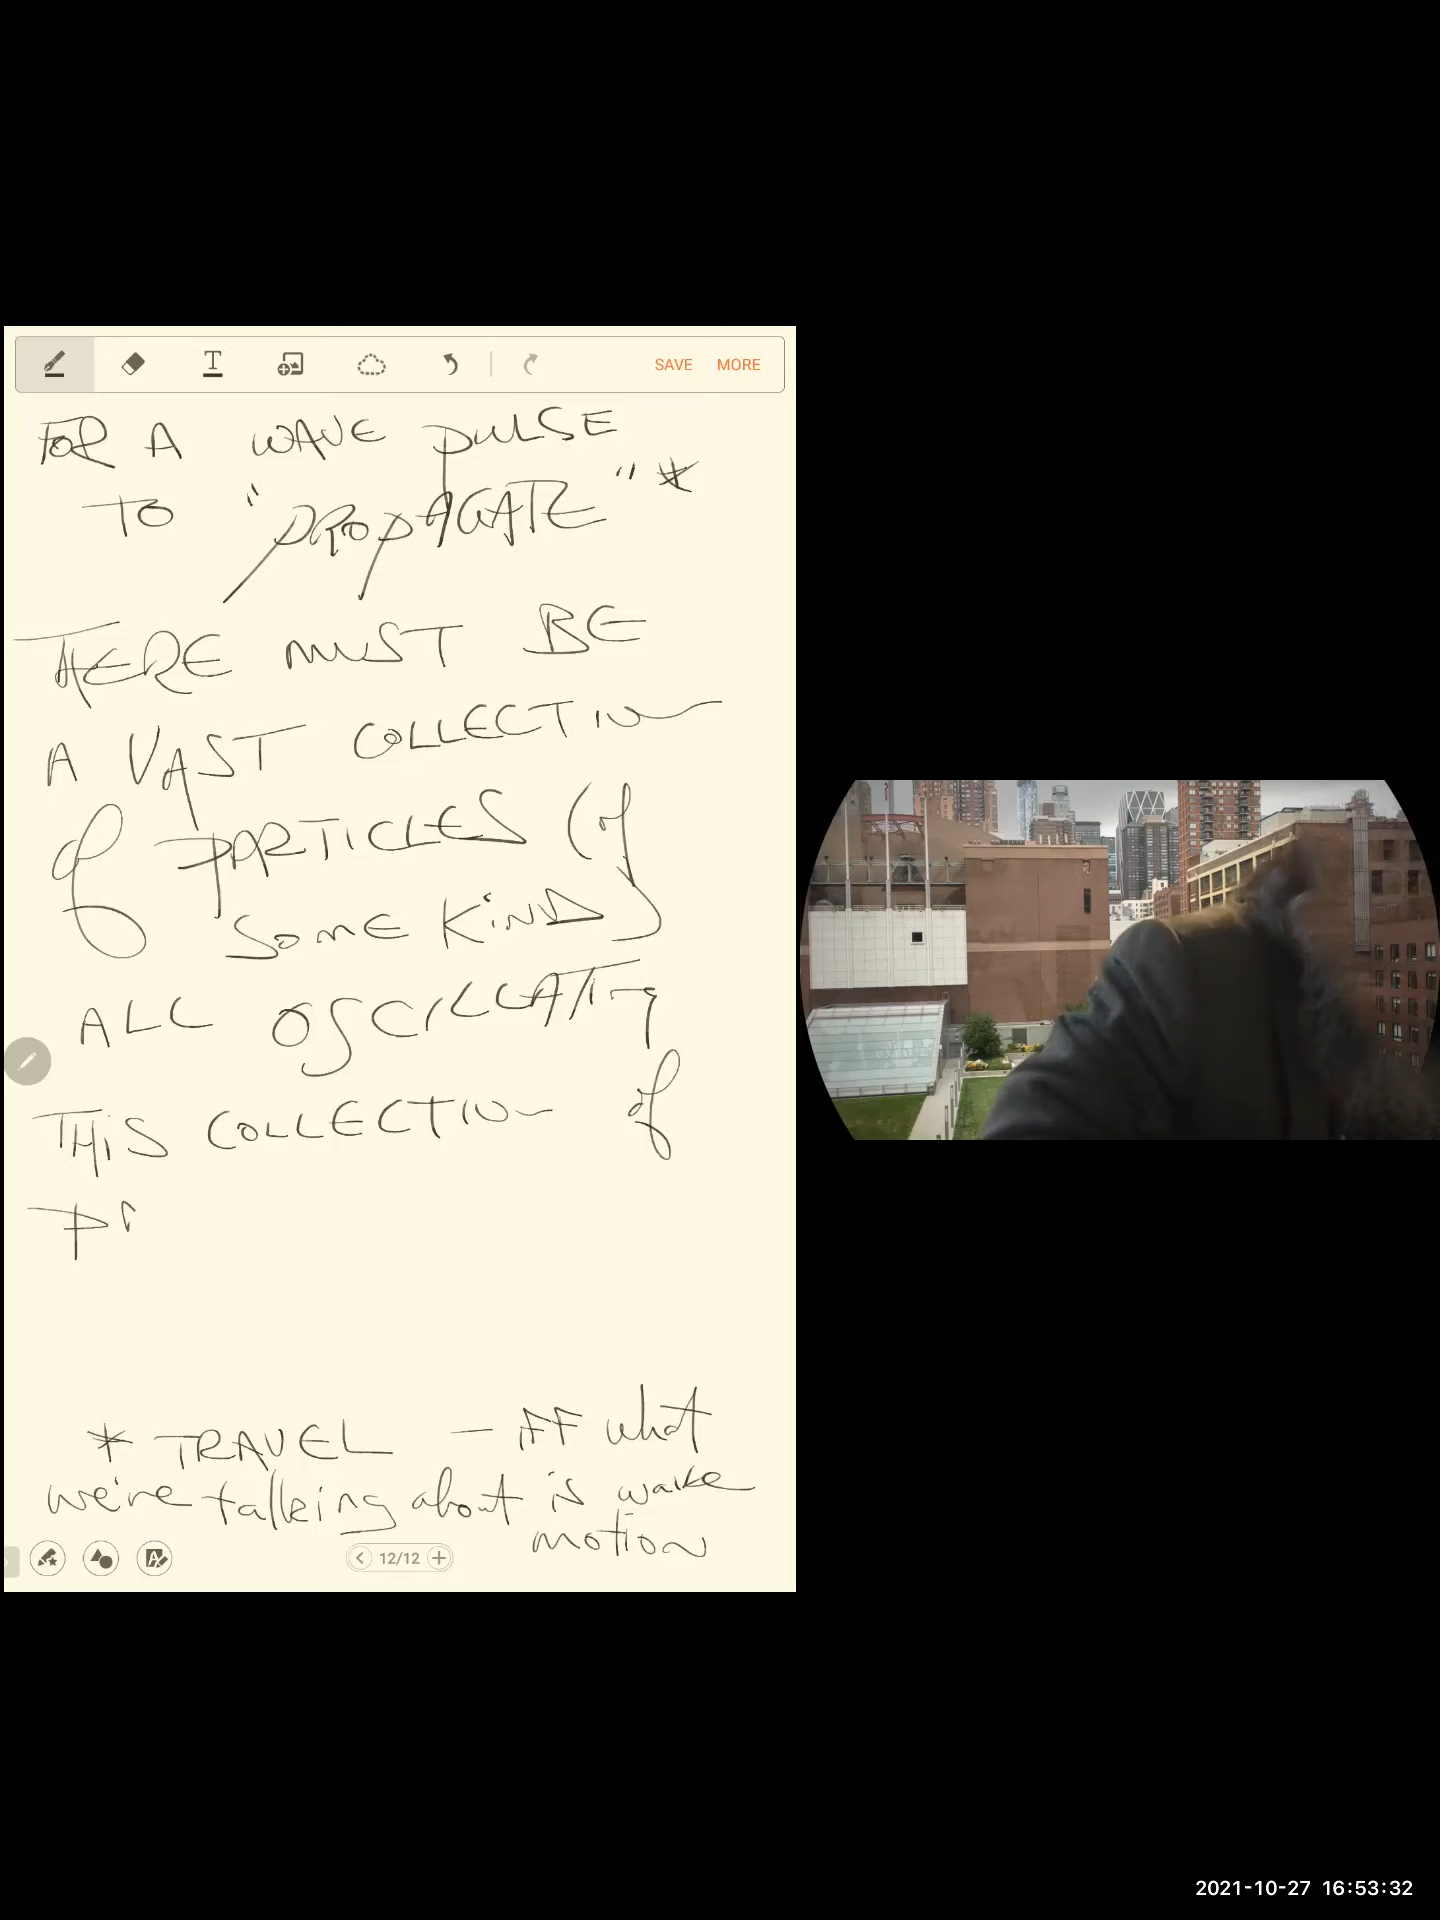 SAVE MORE
FOR A WAVE PULSE
TO "PROPAGATE" *
THERE MUST BE
A VAST COLLECTION
of PARTICLES (of
SOME KIND)
ALL OSCILLATING
THIS COLLECTION of
* TRAVEL - IFF what
we're talking about is wave
motion
12/12
2021-10-27 16:53:32